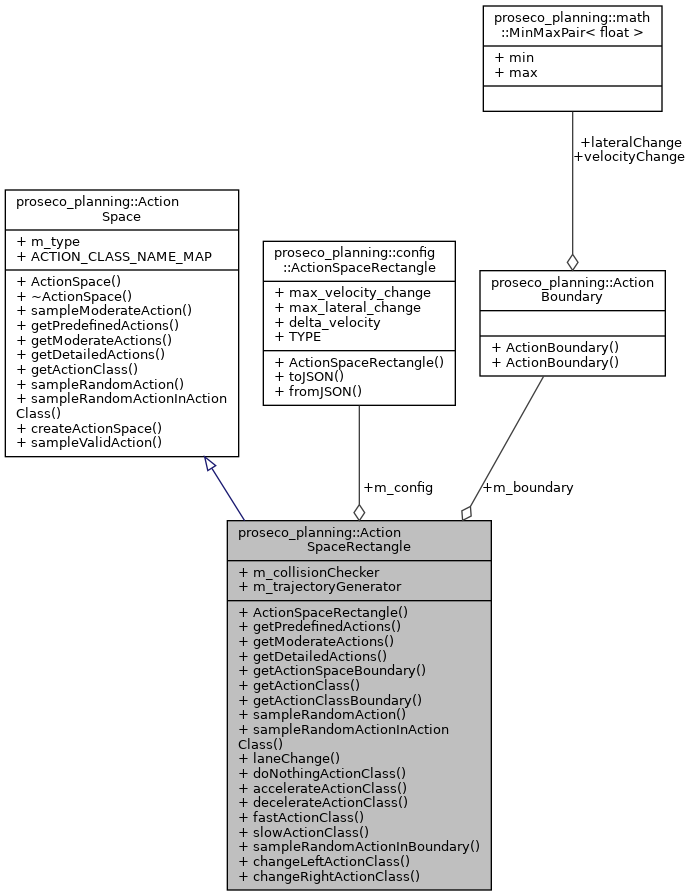 proseco_planning::math
::MinMaxPair< float >
+ min
+ max
+lateralChange
+velocityChange
proseco_planning::Action
Space
+ m_type
+ ACTION_CLASS_NAME_MAP
+ ActionSpace()
+ ~ActionSpace()
+ sampleModerateAction()
+ getPredefinedActions()
+ getModerateActions()
+ getDetailedActions()
+ getActionClass()
+ sampleRandomAction()
+ sampleRandomActionInAction
Class()
+ createActionSpace()
+ sampleValidAction()
proseco_planning::config
::ActionSpaceRectangle
+ max_velocity_change
+ max_lateral_change
+ delta_velocity
+ TYPE
+ ActionSpaceRectangle()
+ toJSON()
+ fromJSON()
proseco_planning::Action
Boundary
+ ActionBoundary()
+ ActionBoundary()
+m_config
+m_boundary
proseco_planning::Action
SpaceRectangle
+ m_collisionChecker
+ m_trajectoryGenerator
+ ActionSpaceRectangle()
+ getPredefinedActions()
+ getModerateActions()
+ getDetailedActions()
+ getActionSpaceBoundary()
+ getActionClass()
+ getActionClassBoundary()
+ sampleRandomAction()
+ sampleRandomActionInAction
Class()
+ laneChange()
+ doNothingActionClass()
+ accelerateActionClass()
+ decelerateActionClass()
+ fastActionClass()
+ slowActionClass()
+ sampleRandomActionInBoundary()
+ changeLeftActionClass()
+ changeRightActionClass()